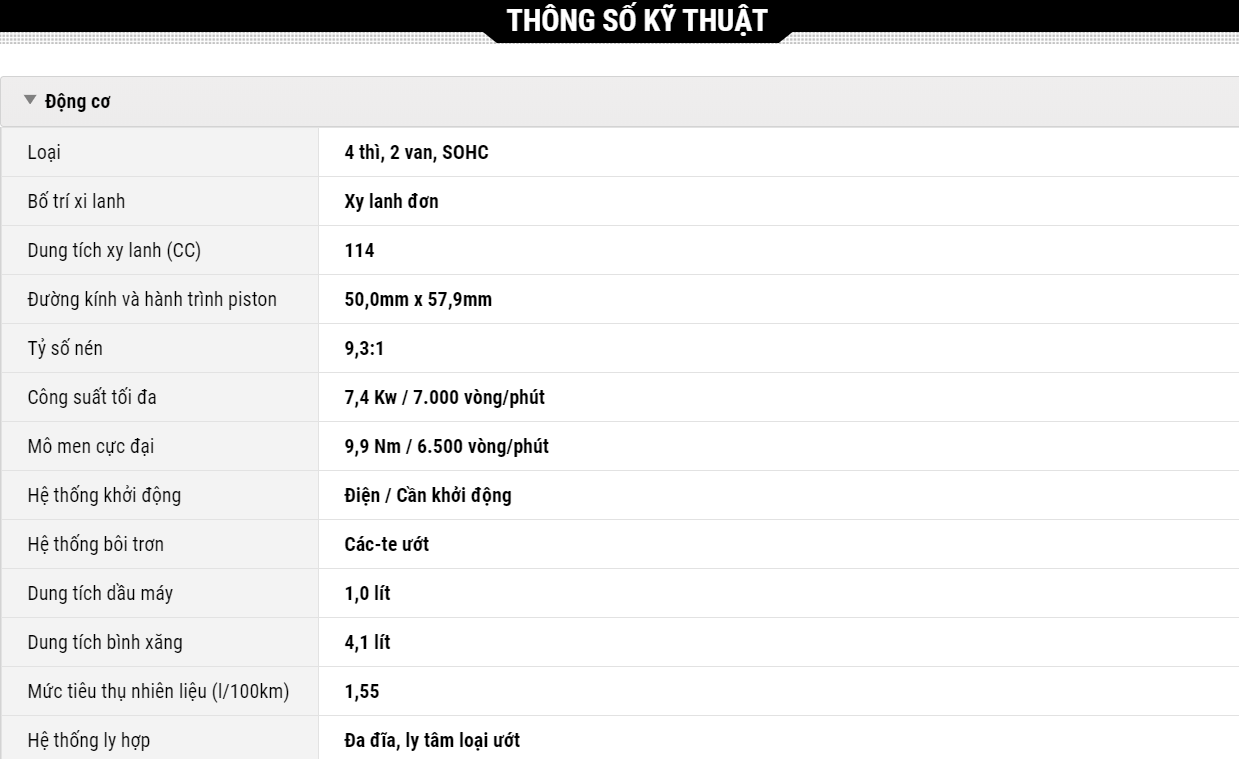 THÔNG SỐ KỸ THUẬT
Động cơ
Loại 4 thì, 2 van, SOHC
Bố trí xi lanh Xy lanh đơn
Dung tích xy lanh (CC) 114
Đường kính và hành trình piston 50,0mm x 57,9mm
Tỷ số nén 9,3:1
Công suất tối đa 7,4 Kw / 7.000 vòng/phút
Mô men cực đại 9,9 Nm / 6.500 vòng/phút
Hệ thống khởi động Điện / Cần khởi động
Hệ thống bôi trơn Các-te ướt
Dung tích dầu máy 1,0 lít
Dung tích bình xăng 4,1 lít
Mức tiêu thụ nhiên liệu (l/100km) 1,55
Hệ thống ly hợp Đa đĩa, ly tâm loại ướt